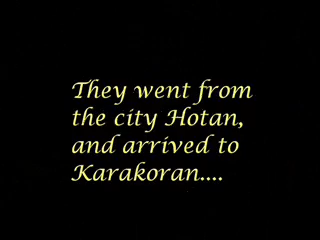 They went from
the city Hotan,
and arrived to
Karakoran....